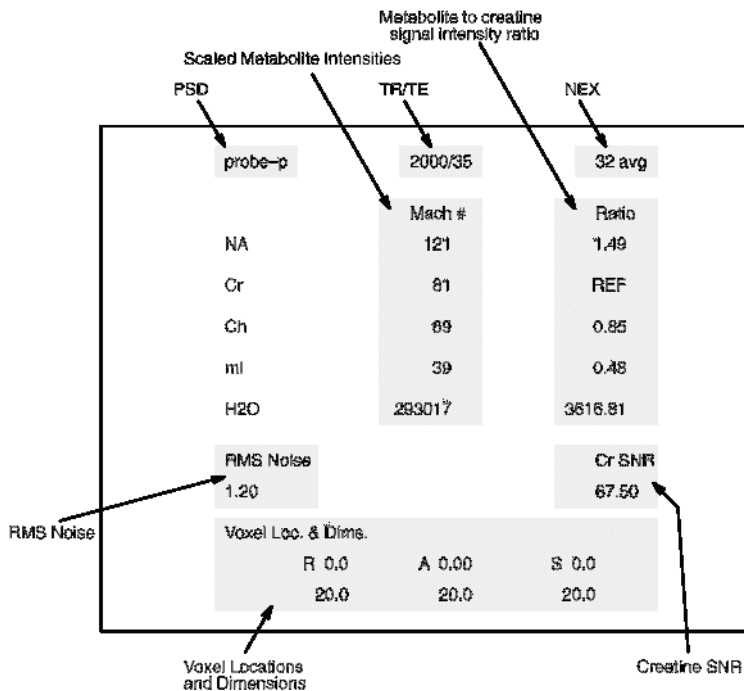 Metabolite to creatine
signal intensity ratio
Scaled Metabolite Intensities
PSD TR/TE NEX
probe-p 2000/35 32 avg
Mach # Ratio
NA 121 1.49
Cr 81 REF
Ch 69 0.85
mI 39 0.48
H2O 293017 3616.81
RMS Noise Cr SNR
1.20 67.50
RMS Noise
Voxel Loc. & Dims.
R 0.0 A 0.00 S 0.0
20.0 20.0 20.0
Voxel Locations
and Dimensions
Creatine SNR